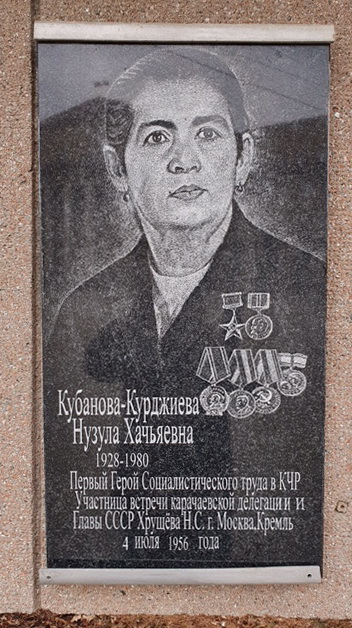 Кубанова-Курджиева
Нузула Хачьяевна
1928-1980
Первый Герой Социалистического труда в КЧР
Участница встречи карачаевской делегаци и и
Главы СССР Хрущёва Н.С. г, Москва,Кремль
4 июля 1956 года